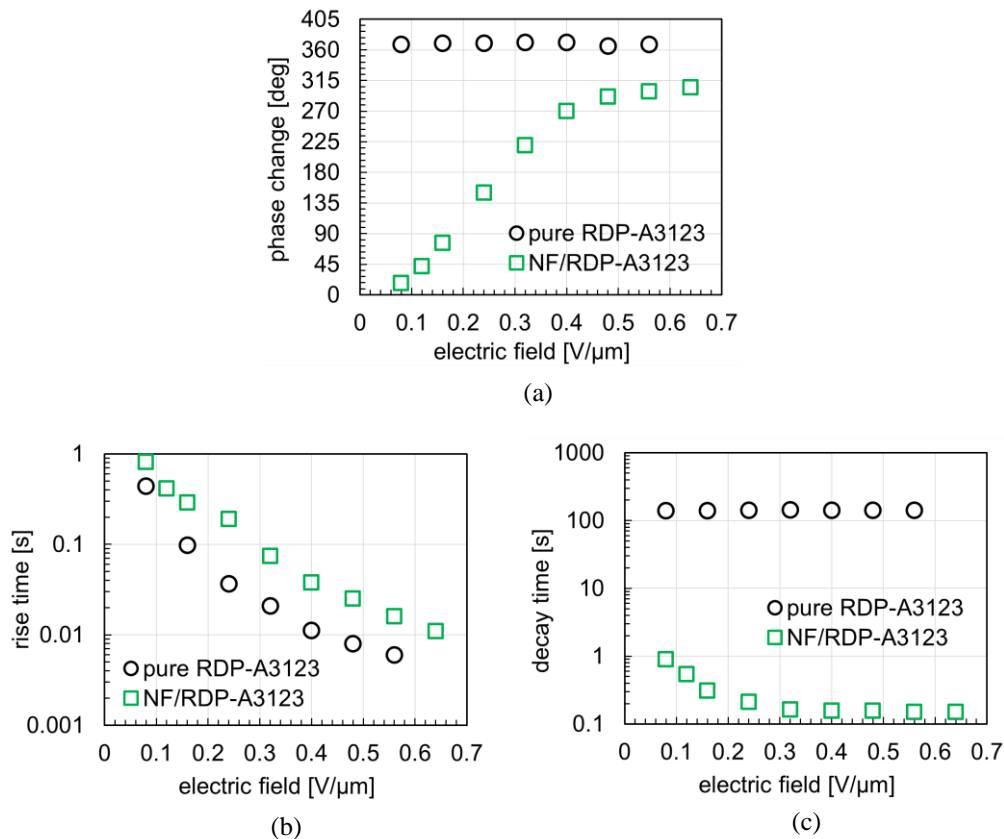 405
360
315
270
225
180
135
90
45
0
phase change [deg]
pure RDP-A3123
NF/RDP-A3123
0 0.1 0.2 0.3 0.4 0.5 0.6 0.7
electric field [V/μm]
(a)
1
0.1
0.01
0.001
rise time [s]
pure RDP-A3123
NF/RDP-A3123
0 0.1 0.2 0.3 0.4 0.5 0.6 0.7
electric field [V/μm]
(b)
1000
100
10
1
0.1
decay time [s]
pure RDP-A3123
NF/RDP-A3123
0 0.1 0.2 0.3 0.4 0.5 0.6 0.7
electric field [V/μm]
(c)